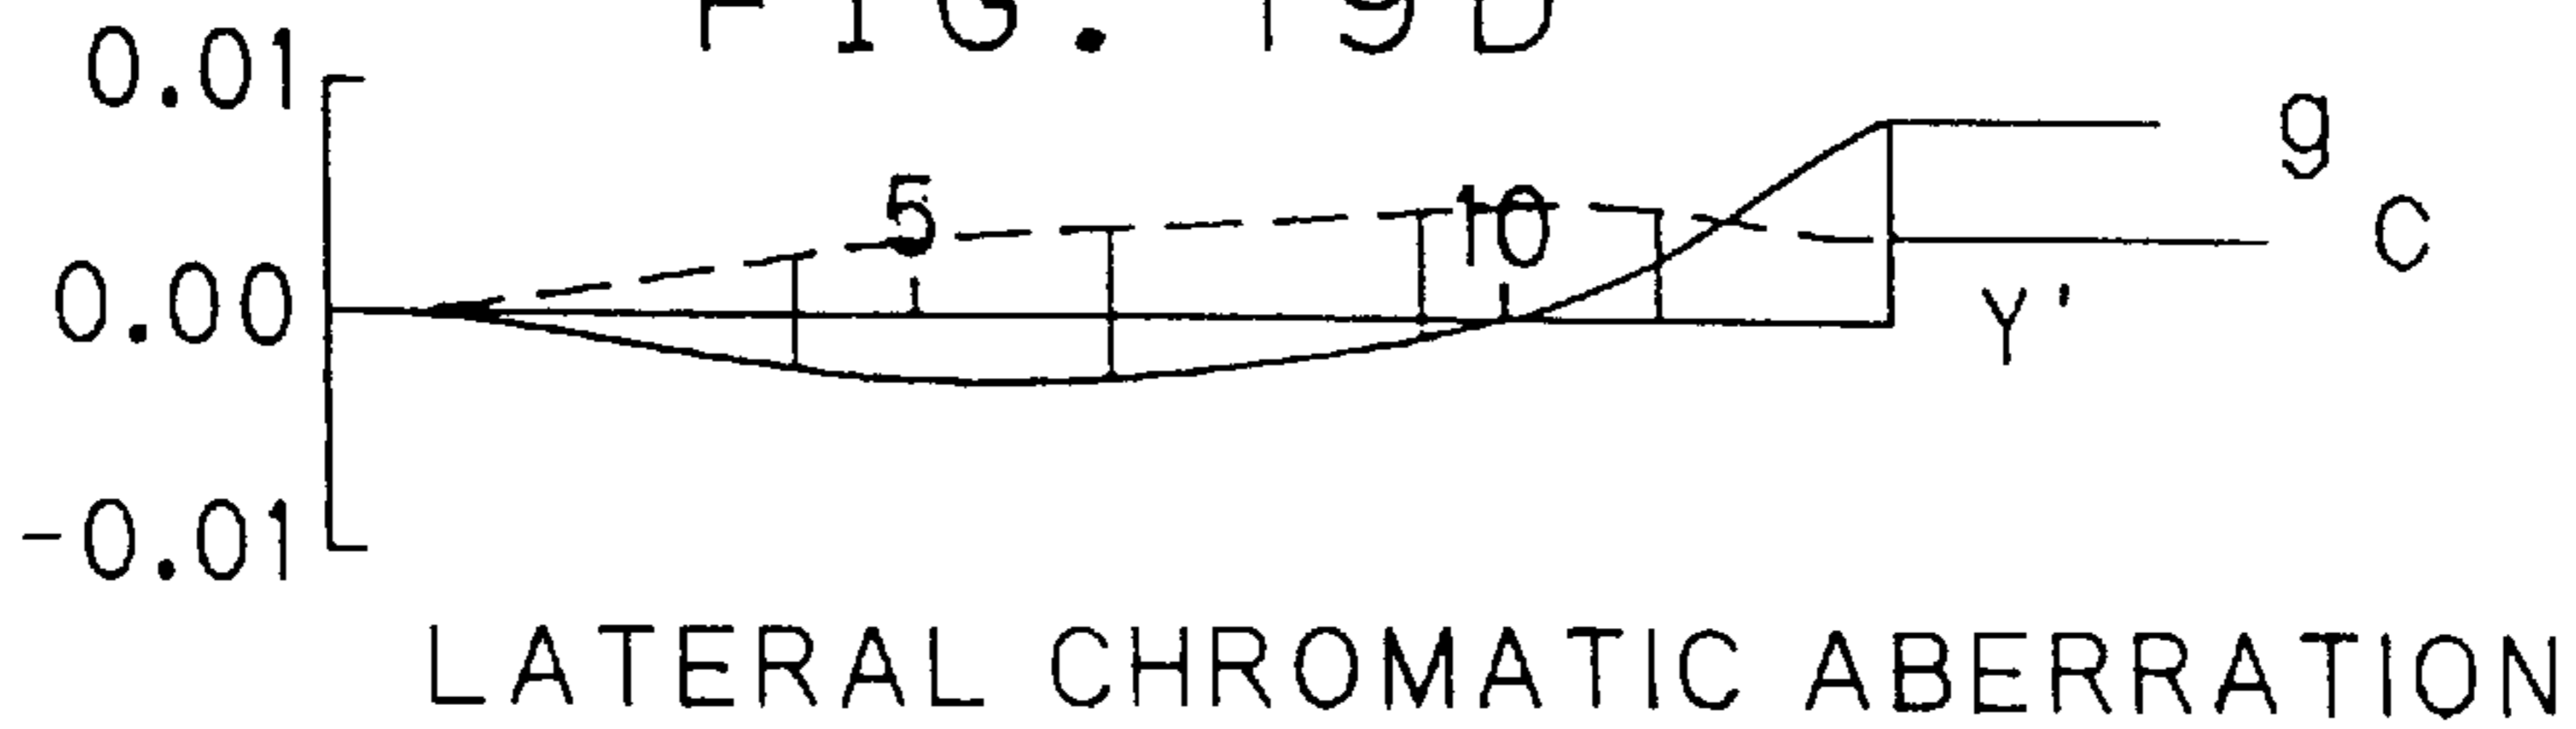 FIG. 19D
0.01
g
5
10
C
0.00
Y'
-0.01
LATERAL CHROMATIC ABERRATION